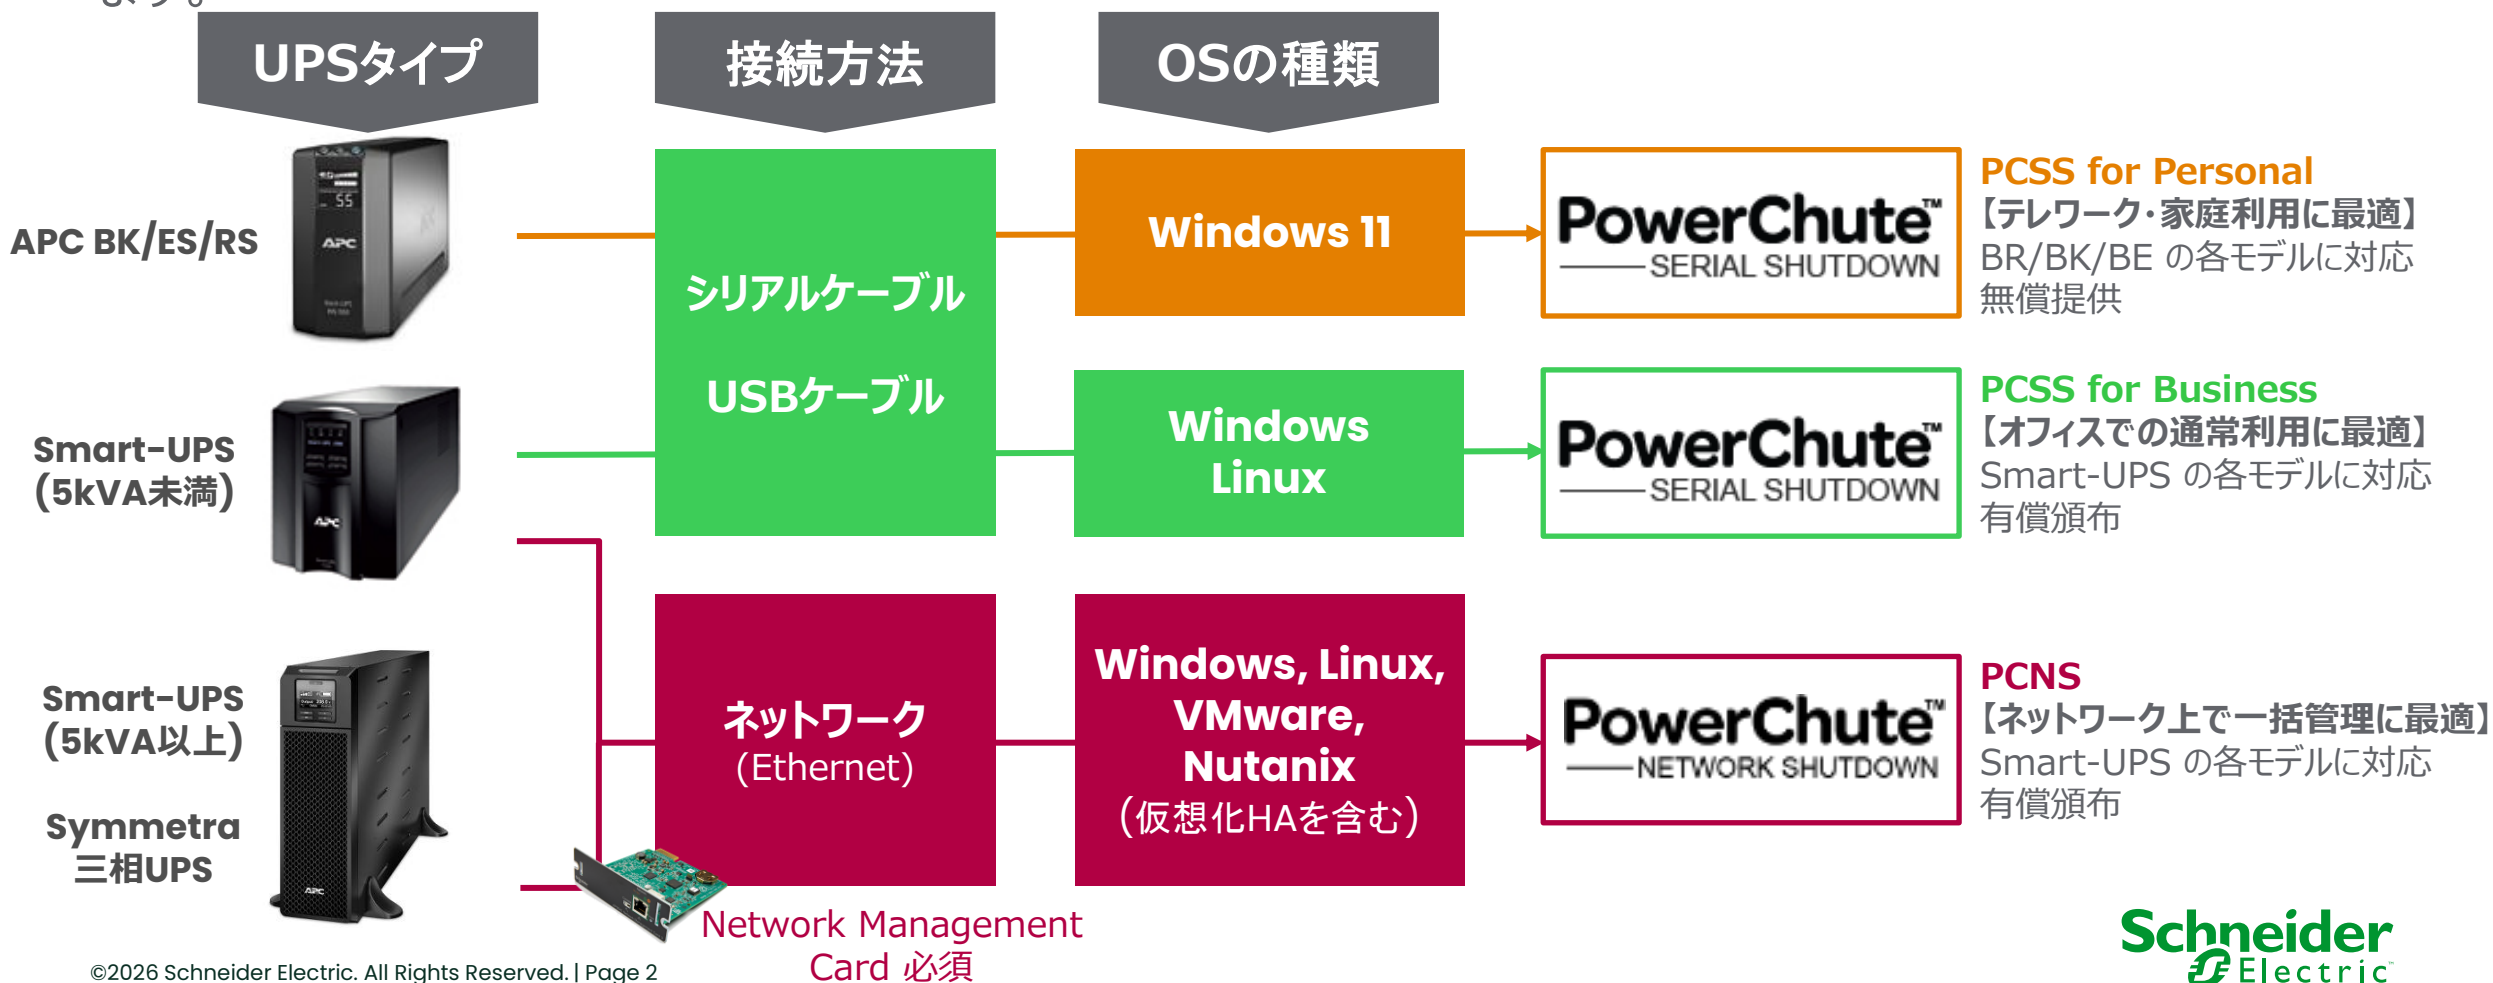 ます。
UPSタイプ
接続方法
OSの種類
APC BK/ES/RS
シリアルケーブル
USBケーブル
Windows 11
PowerChute™
SERIAL SHUTDOWN
PCSS for Personal
【テレワーク・家庭利用に最適】
BR/BK/BE の各モデルに対応
無償提供
Smart-UPS
(5kVA未満)
Windows
Linux
PowerChute™
SERIAL SHUTDOWN
PCSS for Business
【オフィスでの通常利用に最適】
Smart-UPS の各モデルに対応
有償頒布
Smart-UPS
(5kVA以上)
Symmetra
三相UPS
ネットワーク
(Ethernet)
Windows, Linux,
VMware,
Nutanix
(仮想化HAを含む)
PowerChute™
NETWORK SHUTDOWN
PCNS
【ネットワーク上で一括管理に最適】
Smart-UPS の各モデルに対応
有償頒布
Network Management
Card 必須
APC
55
APC
APC
©2026 Schneider Electric. All Rights Reserved. | Page 2
Schneider
Electric